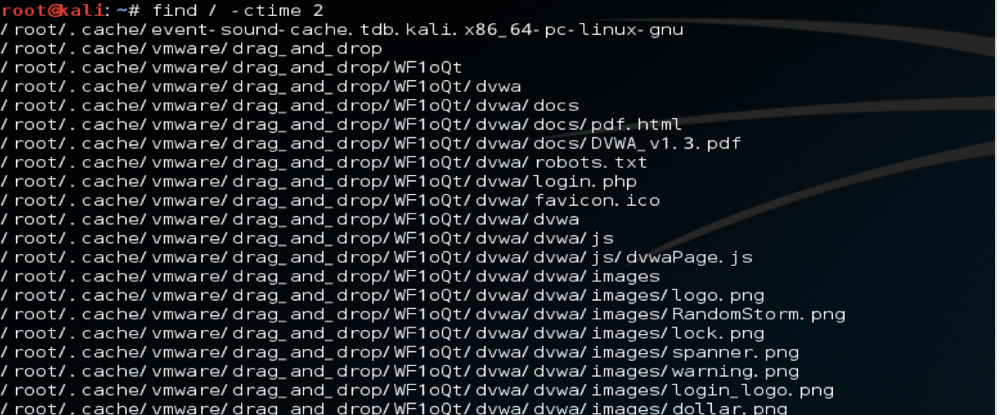 root@kali:~# find / -ctime 2
/root/.cache/event-sound-cache.tdb.kali.x86_64-pc-linux-gnu
/root/.cache/vmware/drag_and_drop
/root/.cache/vmware/drag_and_drop/WF1oQt
/root/.cache/vmware/drag_and_drop/WF1oQt/dvwa
/root/.cache/vmware/drag_and_drop/WF1oQt/dvwa/docs
/root/.cache/vmware/drag_and_drop/WF1oQt/dvwa/docs/pdf.html
/root/.cache/vmware/drag_and_drop/WF1oQt/dvwa/docs/DVWA_v1.3.pdf
/root/.cache/vmware/drag_and_drop/WF1oQt/dvwa/robots.txt
/root/.cache/vmware/drag_and_drop/WF1oQt/dvwa/login.php
/root/.cache/vmware/drag_and_drop/WF1oQt/dvwa/favicon.ico
/root/.cache/vmware/drag_and_drop/WF1oQt/dvwa/dvwa
/root/.cache/vmware/drag_and_drop/WF1oQt/dvwa/dvwa/js
/root/.cache/vmware/drag_and_drop/WF1oQt/dvwa/dvwa/js/dvwaPage.js
/root/.cache/vmware/drag_and_drop/WF1oQt/dvwa/dvwa/images
/root/.cache/vmware/drag_and_drop/WF1oQt/dvwa/dvwa/images/logo.png
/root/.cache/vmware/drag_and_drop/WF1oQt/dvwa/dvwa/images/RandomStorm.png
/root/.cache/vmware/drag_and_drop/WF1oQt/dvwa/dvwa/images/lock.png
/root/.cache/vmware/drag_and_drop/WF1oQt/dvwa/dvwa/images/spanner.png
/root/.cache/vmware/drag_and_drop/WF1oQt/dvwa/dvwa/images/warning.png
/root/.cache/vmware/drag_and_drop/WF1oQt/dvwa/dvwa/images/login_logo.png
/root/.cache/vmware/drag_and_drop/WF1oQt/dvwa/dvwa/images/dollar.png